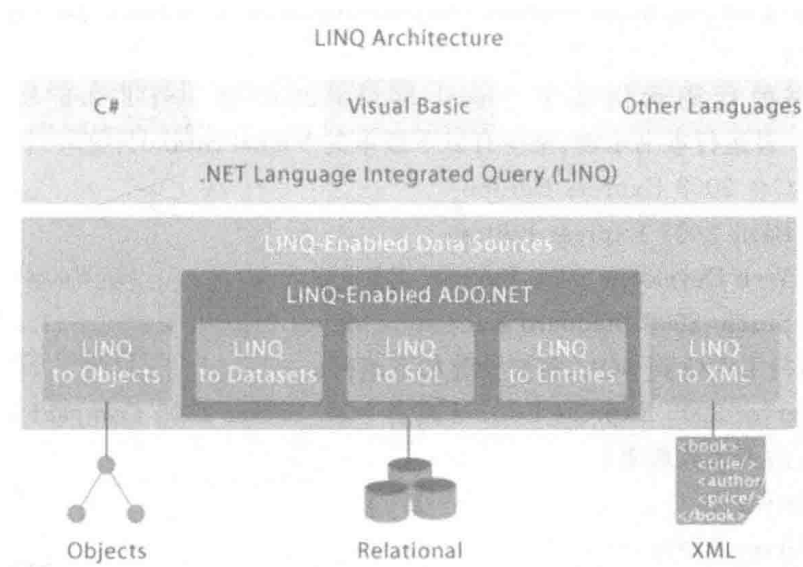 LINQ Architecture
C# Visual Basic Other Languages
.NET Language Integrated Query (LINQ)
LINQ-Enabled Data Sources
LINQ-Enabled ADO.NET
LINQ to Objects
LINQ to Datasets
LINQ to SQL
LINQ to Entities
LINQ to XML
<book>
<title/>
<author/
<price/>
</book>
Objects Relational XML